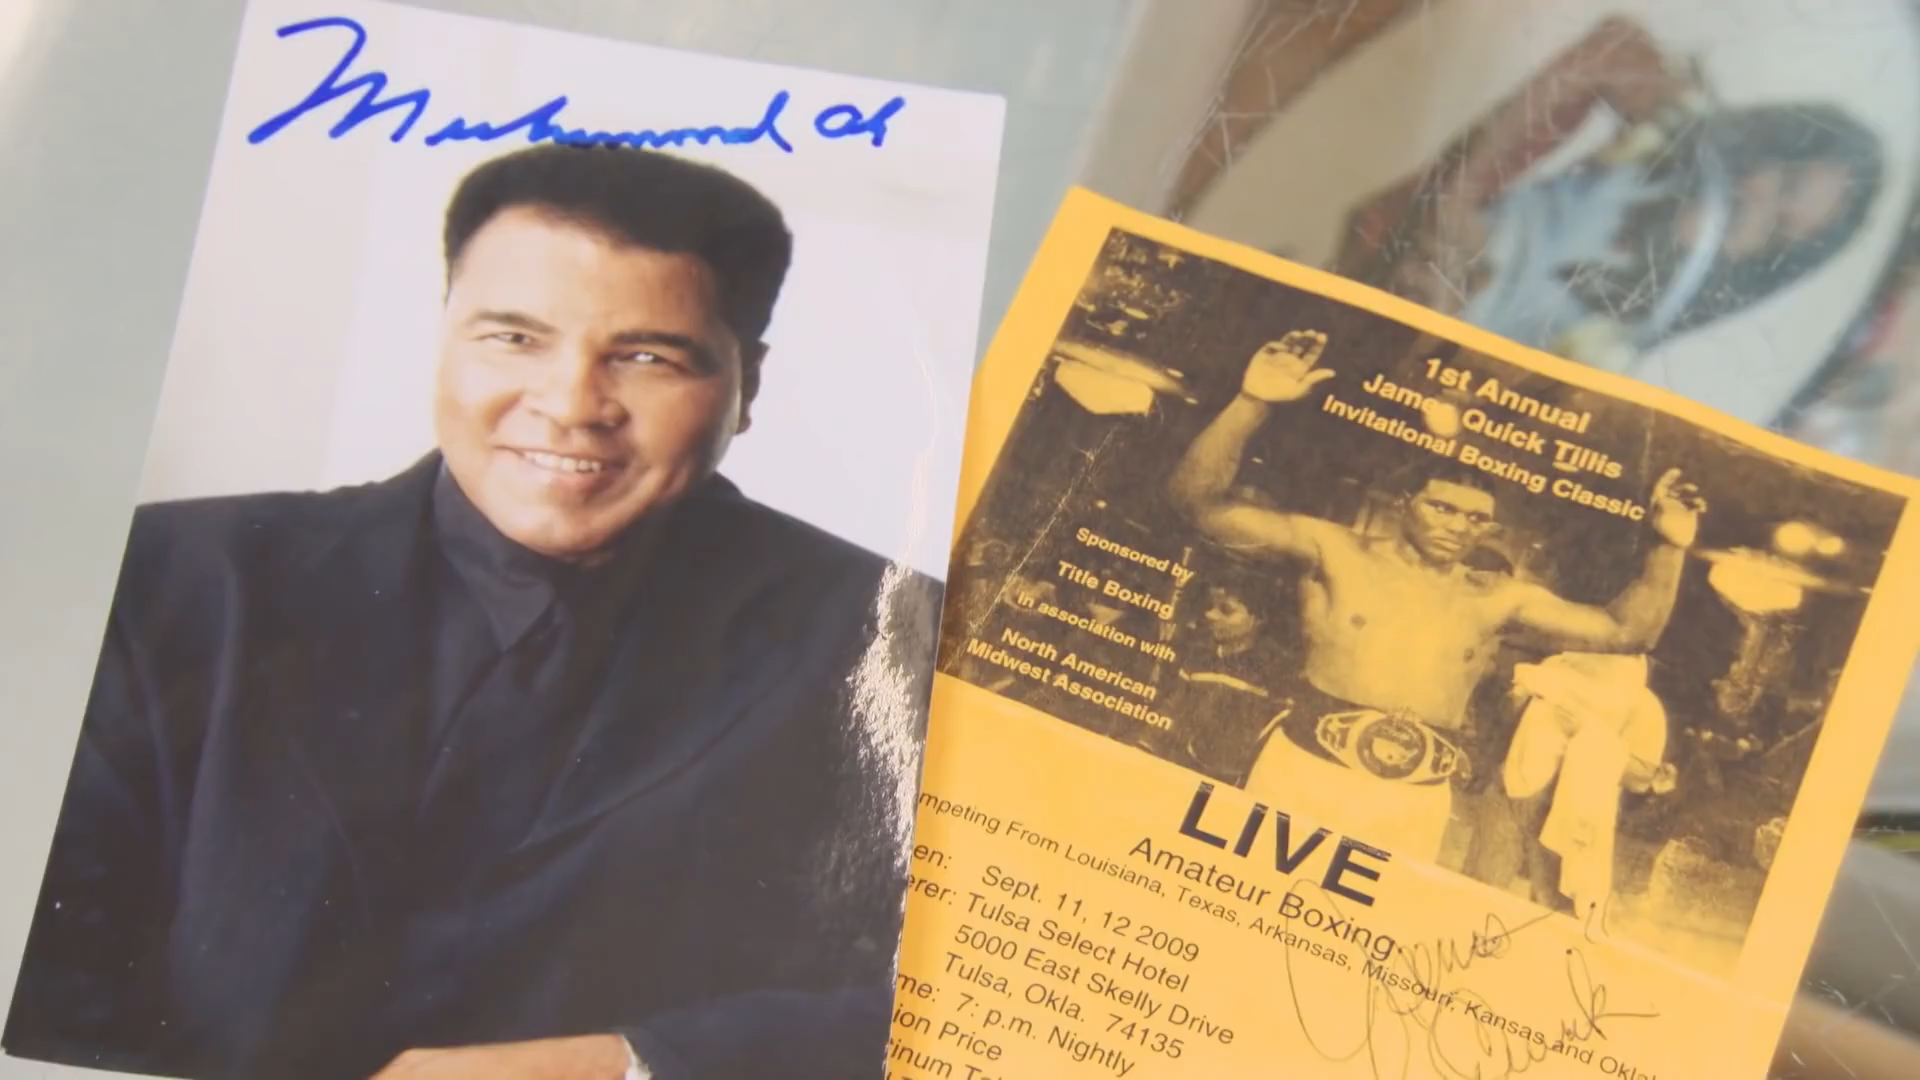 Muhammad Ali
1st Annual
James Quick Tillis
Invitational Boxing Classic
Sponsored by
Title Boxing
in association with
North American
Midwest Association
LIVE
Amateur Boxing
mpeting From Louisiana, Texas, Arkansas, Missouri, Kansas and Okla
en: Sept. 11, 12 2009
erer: Tulsa Select Hotel
5000 East Skelly Drive
Tulsa, Okla. 74135
me: 7: p.m. Nightly
ion Price
James Quick